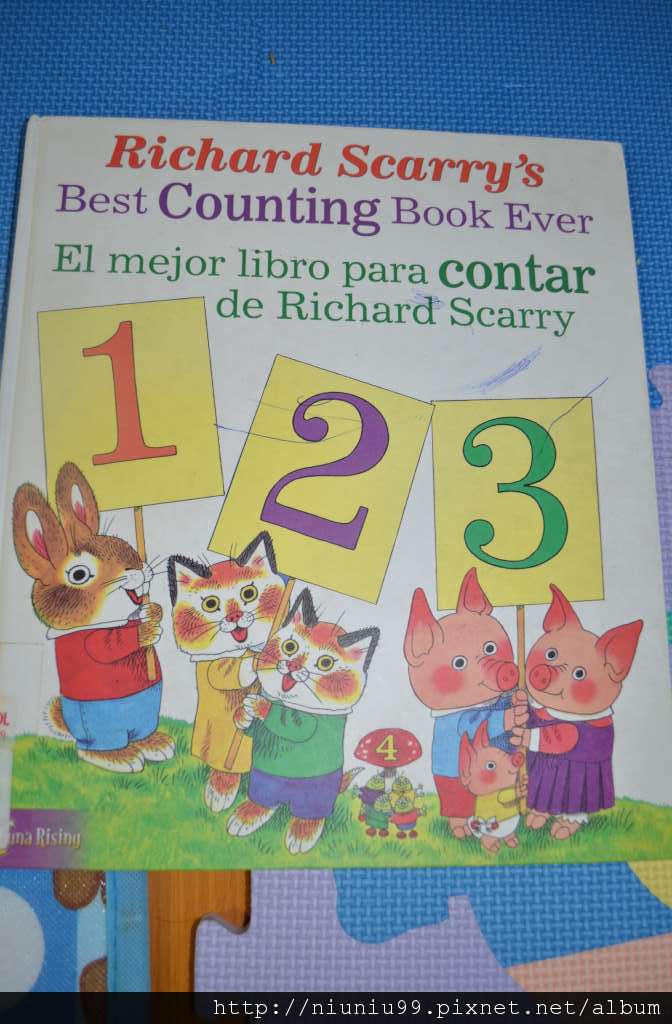 Richard Scarry's
Best Counting Book Ever
El mejor libro para contar
de Richard Scarry
1
2
3
4
Rising
http://niuniu99.pixnet.net/album